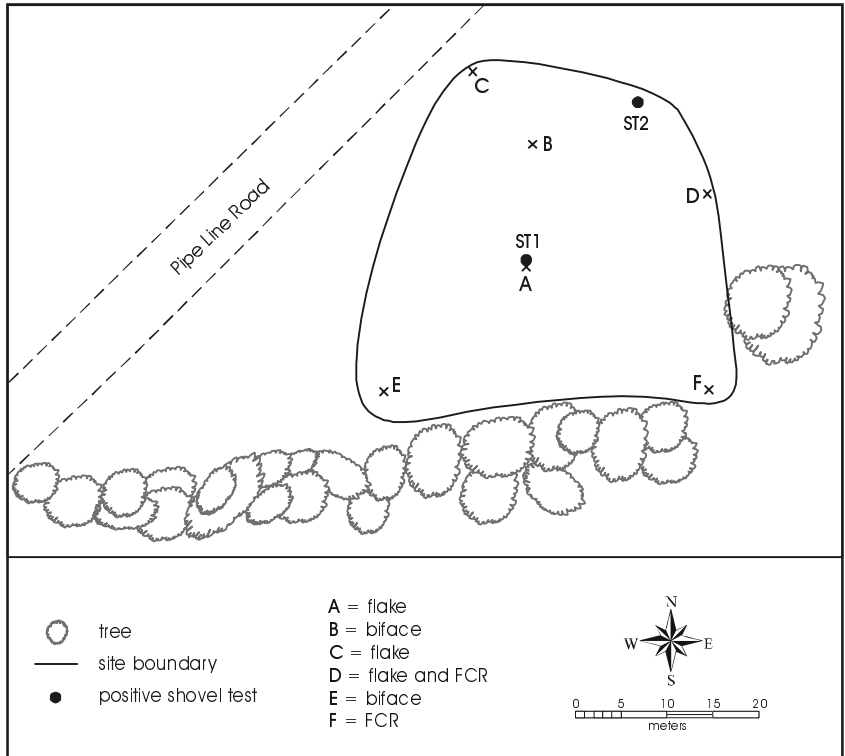 C
ST2
B
D
Pipe Line Road
ST1
A
E
F
tree
site boundary
positive shovel test
A = flake
B = biface
C = flake
D = flake and FCR
E = biface
F = FCR
N
W E
S
0 5 10 15 20
meters